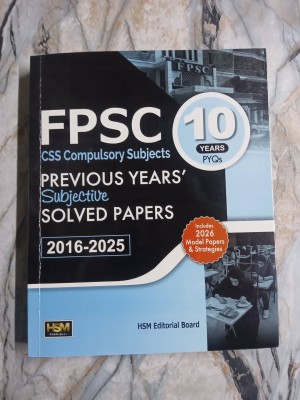 FPSC
CSS Compulsory Subjects
10
YEARS
PYQs
PREVIOUS YEARS'
Subjective
SOLVED PAPERS
2016-2025
Includes
2026
Model Papers
& Strategies
HSM
HSM Editorial Board